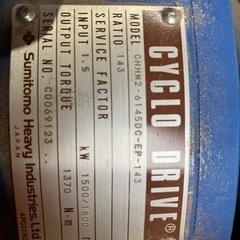 CYCLO DRIVE®
MODEL CHHM2-6145DC-EP-143
RATIO 143
SERVICE FACTOR
INPUT 1.5 kW 1500/1800
OUTPUT TORQUE 1370 N·m
SERIAL NO. CD069123
Sumitomo Heavy Industries, Ltd
JAPAN